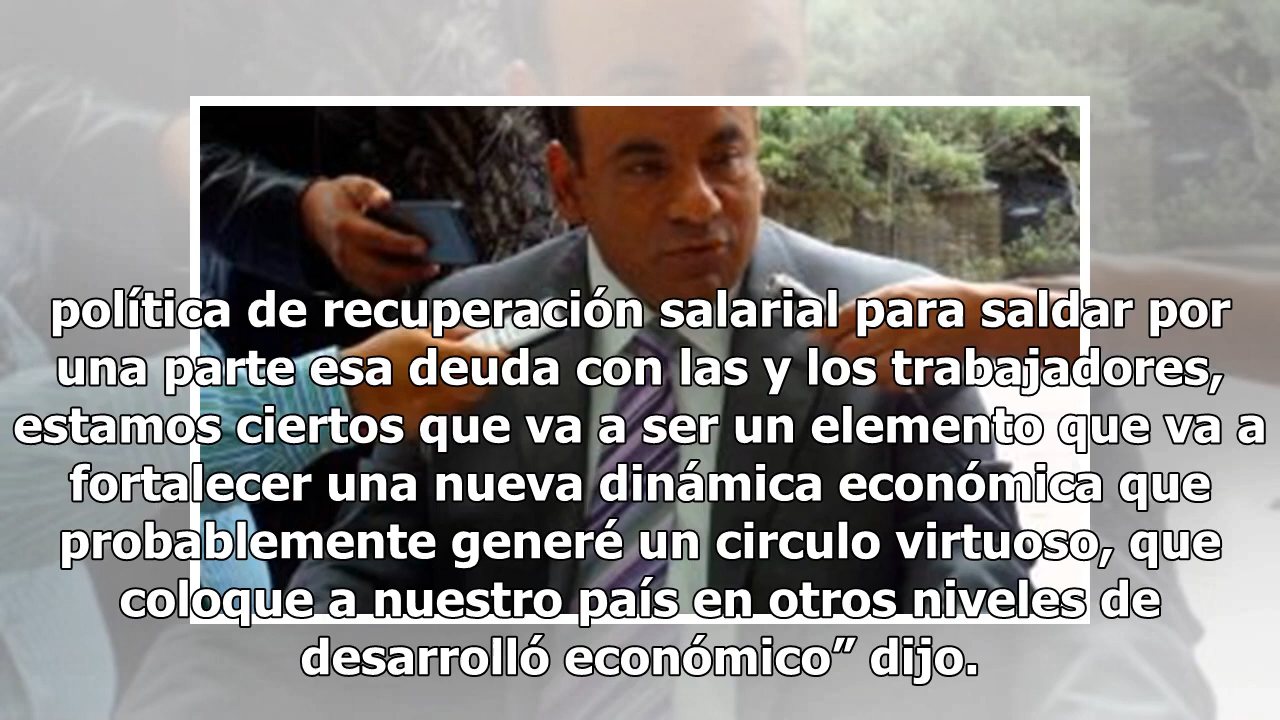 política de recuperación salarial para saldar por
una parte esa deuda con las y los trabajadores,
estamos ciertos que va a ser un elemento que va a
fortalecer una nueva dinámica económica que
probablemente generé un circulo virtuoso, que
coloque a nuestro país en otros niveles de
desarrolló económico” dijo.